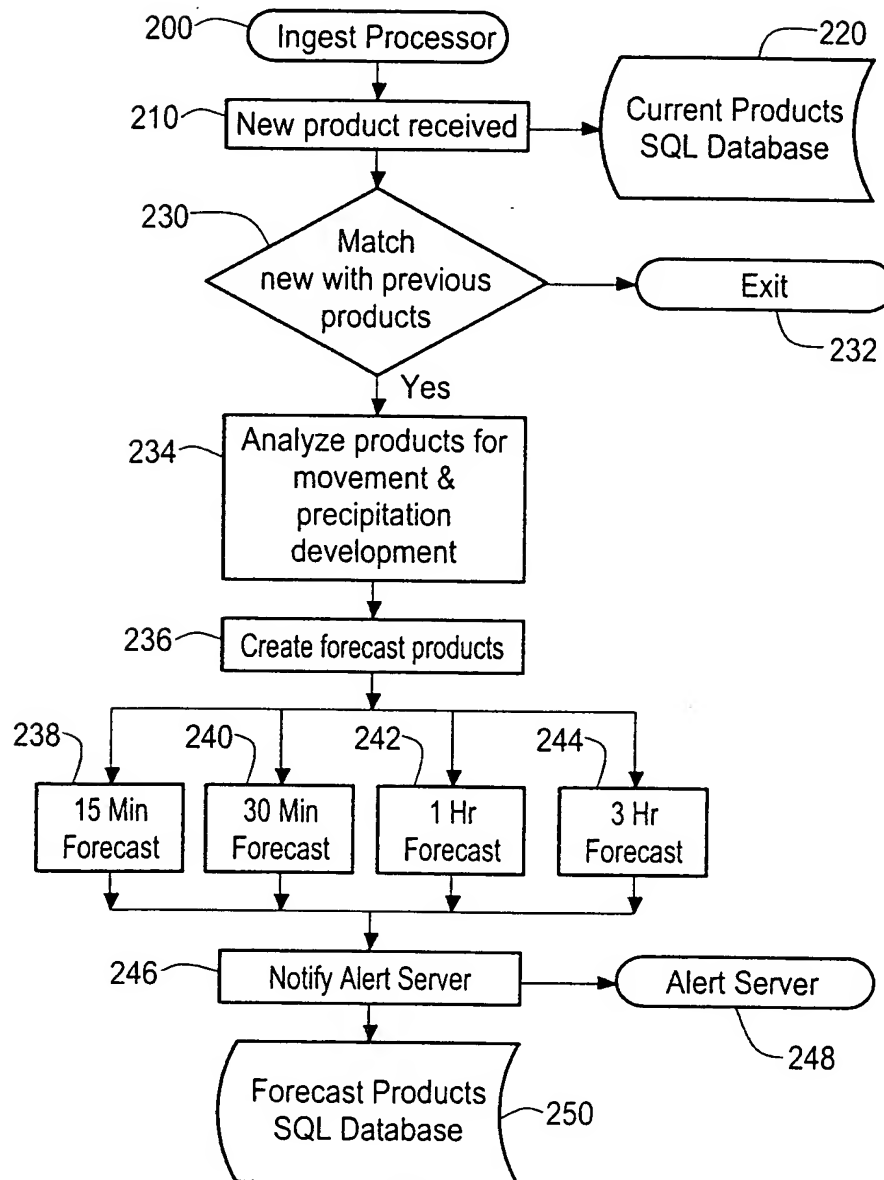 200
Ingest Processor
220
210
New product received
Current Products
SQL Database
230
Match
new with previous
products
Exit
232
Yes
234
Analyze products for
movement &
precipitation
development
236
Create forecast products
238
240
242
244
15 Min
Forecast
30 Min
Forecast
1 Hr
Forecast
3 Hr
Forecast
246
Notify Alert Server
Alert Server
248
Forecast Products
SQL Database
250